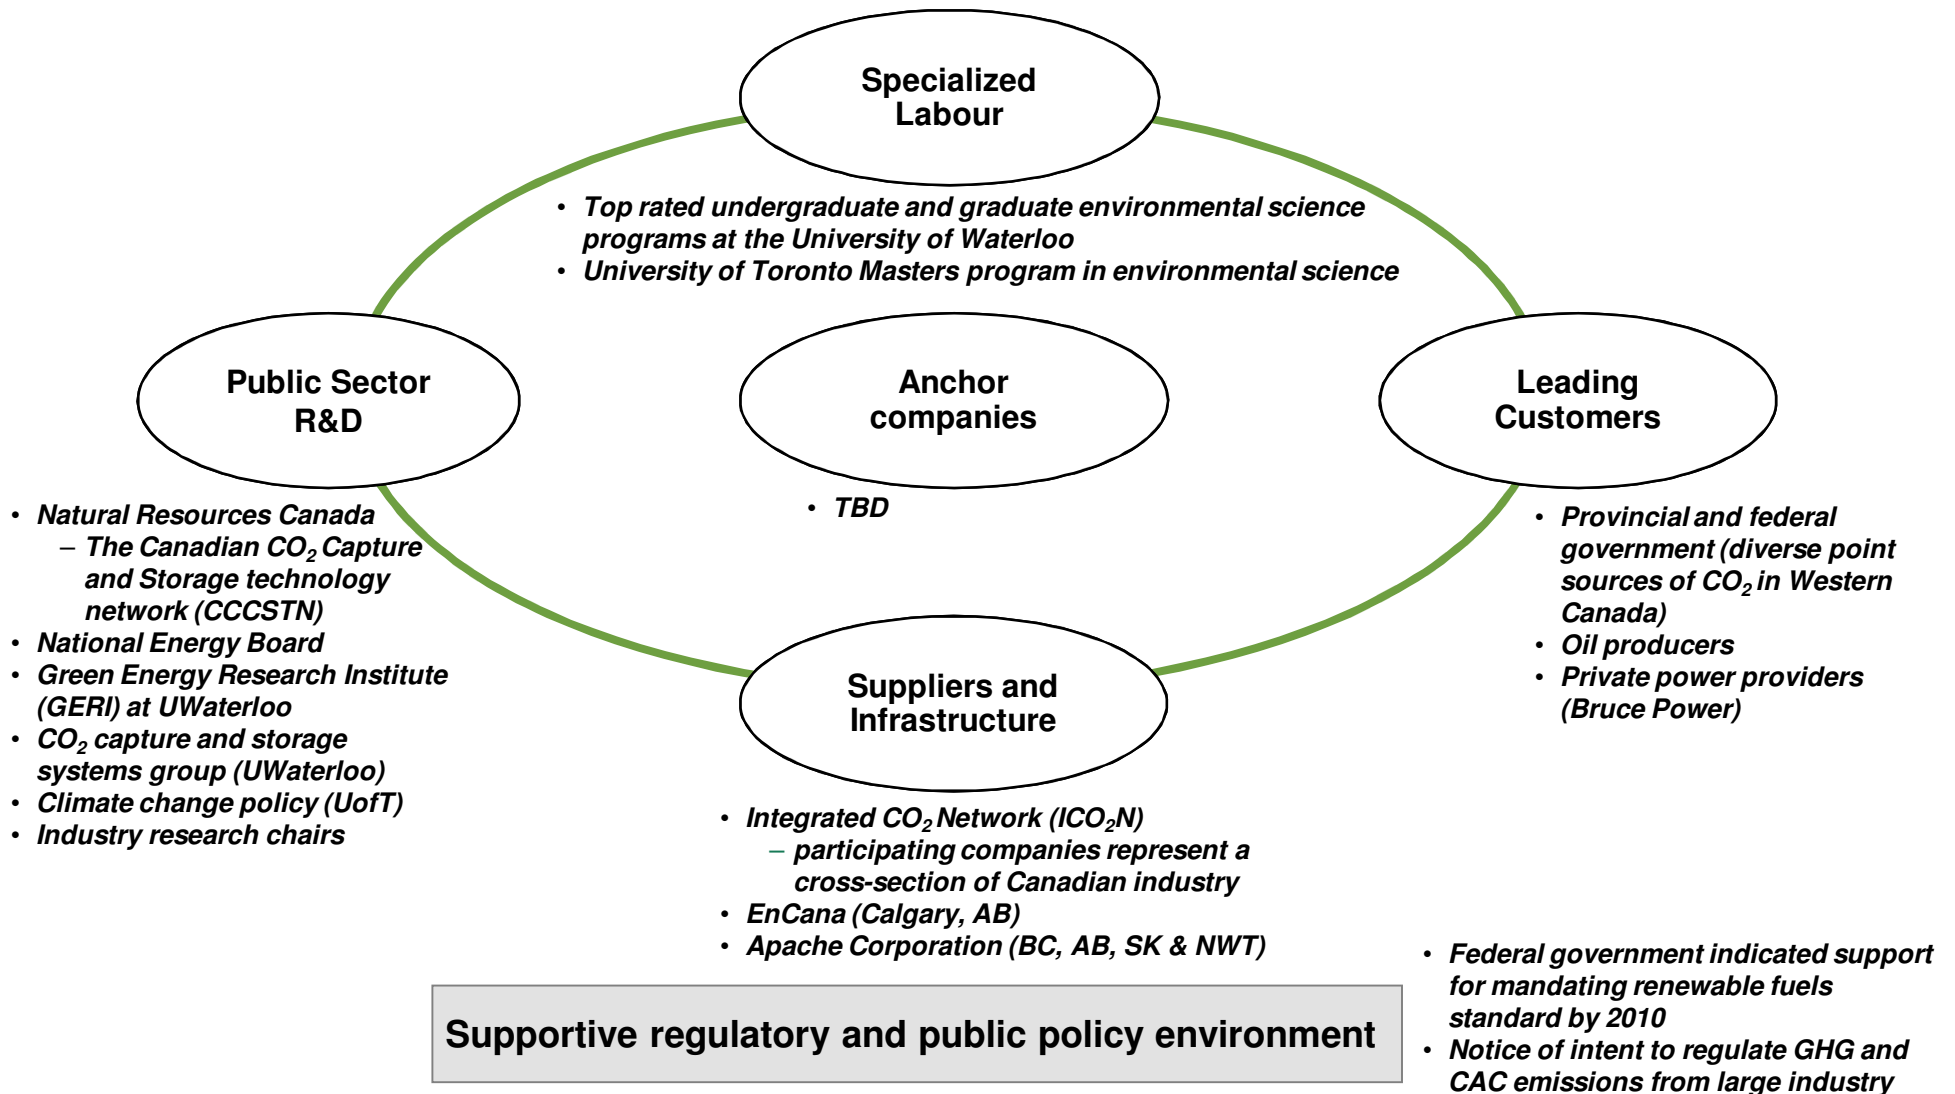 Specialized
Labour
• Top rated undergraduate and graduate environmental science
programs at the University of Waterloo
• University of Toronto Masters program in environmental science
Public Sector
R&D
Anchor
companies
Leading
Customers
• Natural Resources Canada
– The Canadian CO₂ Capture
and Storage technology
network (CCCSTN)
• National Energy Board
• Green Energy Research Institute
(GERI) at UWaterloo
• CO₂ capture and storage
systems group (UWaterloo)
• Climate change policy (UofT)
• Industry research chairs
• TBD
• Provincial and federal
government (diverse point
sources of CO₂ in Western
Canada)
• Oil producers
• Private power providers
(Bruce Power)
Suppliers and
Infrastructure
• Integrated CO₂ Network (ICO₂N)
– participating companies represent a
cross-section of Canadian industry
• EnCana (Calgary, AB)
• Apache Corporation (BC, AB, SK & NWT)
Supportive regulatory and public policy environment
• Federal government indicated support
for mandating renewable fuels
standard by 2010
• Notice of intent to regulate GHG and
CAC emissions from large industry